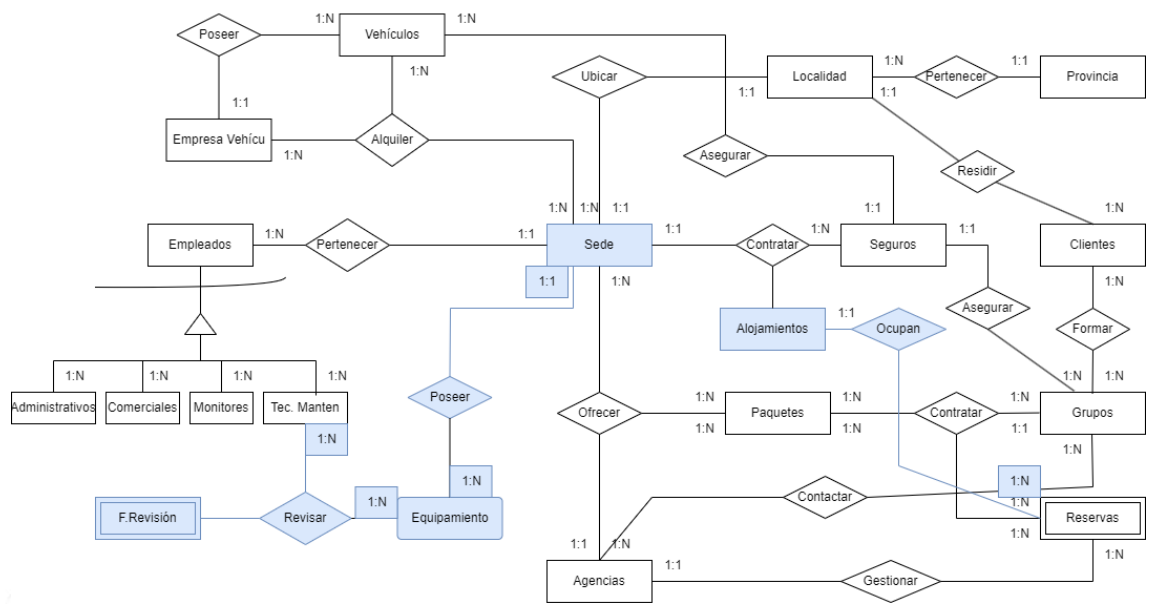 1:N
Vehículos
1:N
Poseer
1:N
Ubicar
Localidad
1:N
1:1
Pertenecer
Provincia
1:1
1:1
1:1
Empresa Vehícu
Alquiler
1:N
Asegurar
Residir
1:N
1:N
1:1
1:1
1:N
Empleados
1:N
Pertenecer
1:1
Sede
1:1
Contratar
1:N
Seguros
1:1
Clientes
1:1
1:N
1:N
Asegurar
Formar
Alojamientos
1:1
Ocupan
1:N
1:N
1:N
1:N
1:N
1:N
Administrativos
Comerciales
Monitores
Tec. Manten
Poseer
Ofrecer
1:N
Paquetes
1:N
Contratar
1:N
Grupos
1:N
1:N
1:N
1:1
1:N
1:N
1:N
1:N
Contactar
1:N
1:N
F.Revisión
Revisar
Equipamiento
Reservas
1:1
1:N
1:N
1:N
Agencias
1:1
Gestionar